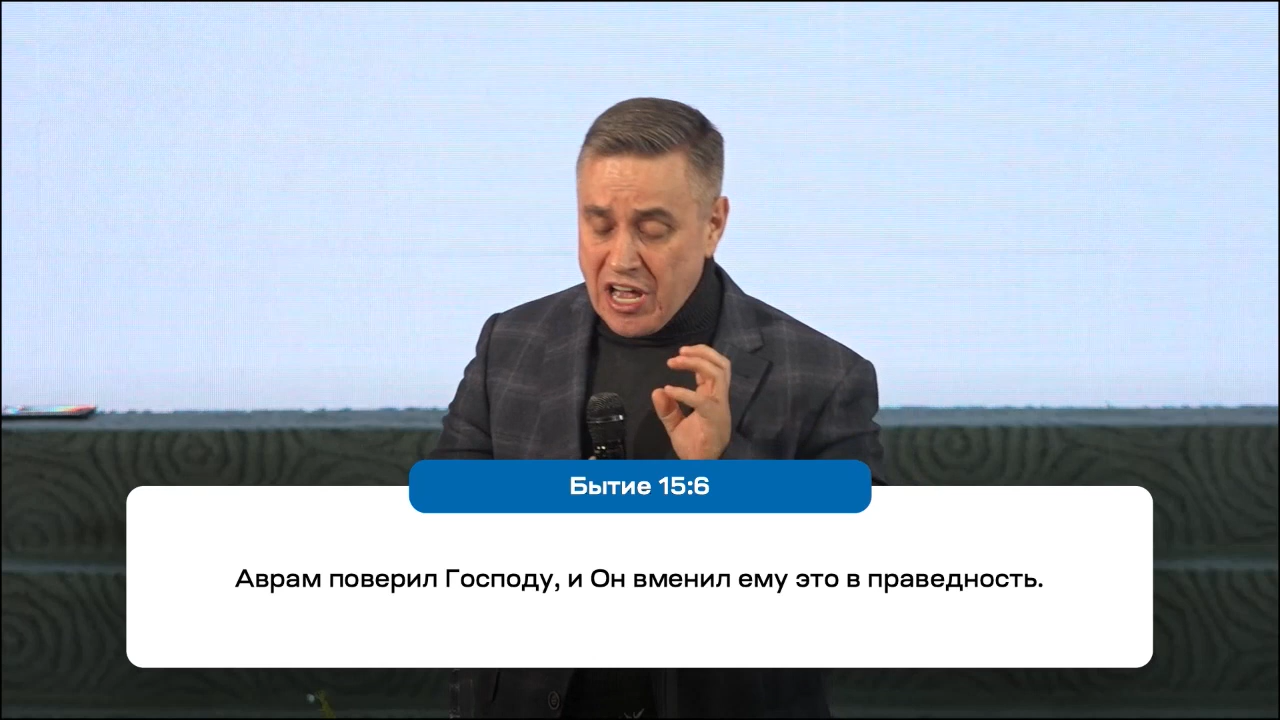 Бытие 15:6
Аврам поверил Господу, и Он вменил ему это в праведность.